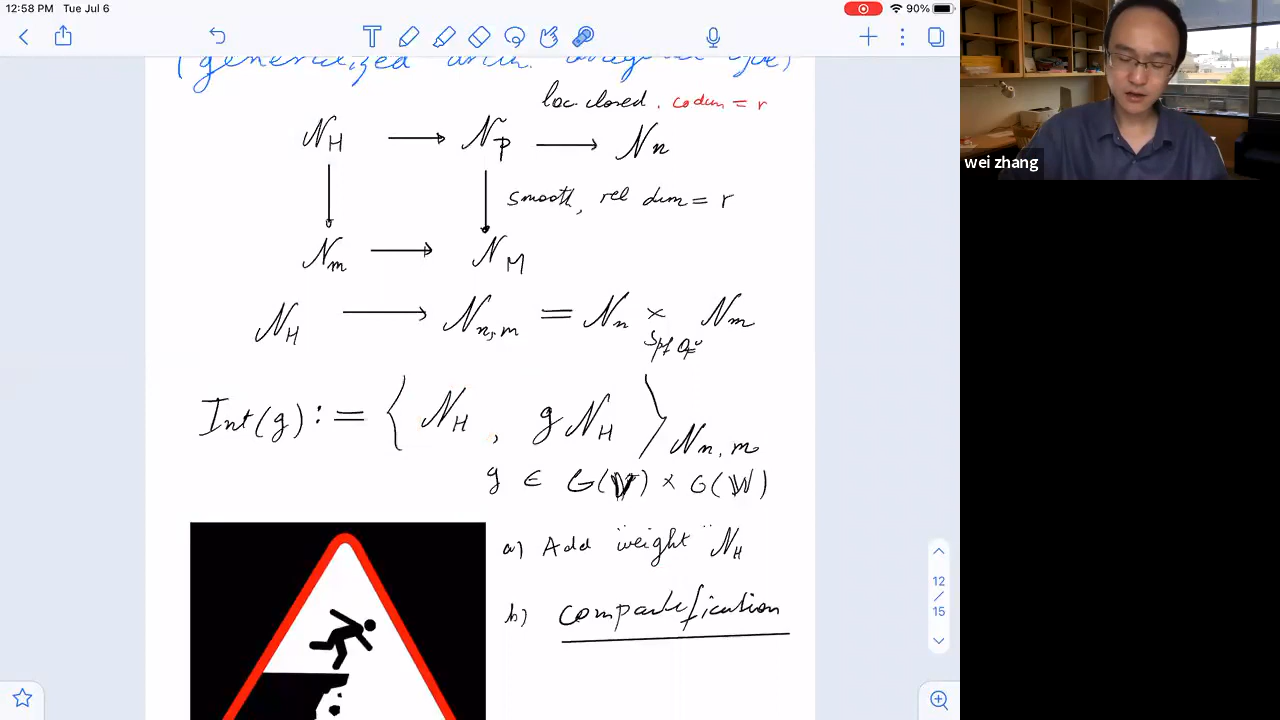 12:58 PM Tue Jul 6
90%
(generalized arith.
loc closed. codim = r
N_H ⟶ N_P ⟶ N_n
smooth, rel dim = r
N_m ⟶ N_M
N_H ⟶ N_{n,m} = N_n × N_m
Spf O_F̆
Int(g) := ⟨ N_H , g N_H ⟩ N_{n,m}
g ∈ G(V) × G(W)
a) Add "weight" N_H
b) compactification
wei zhang
12
/
15